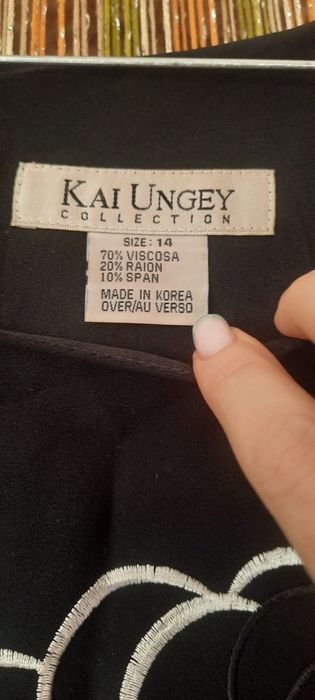 KAI UNGEY
COLLECTION
SIZE: 14
70% VISCOSA
20% RAION
10% SPAN
MADE IN KOREA
OVER/AU VERSO